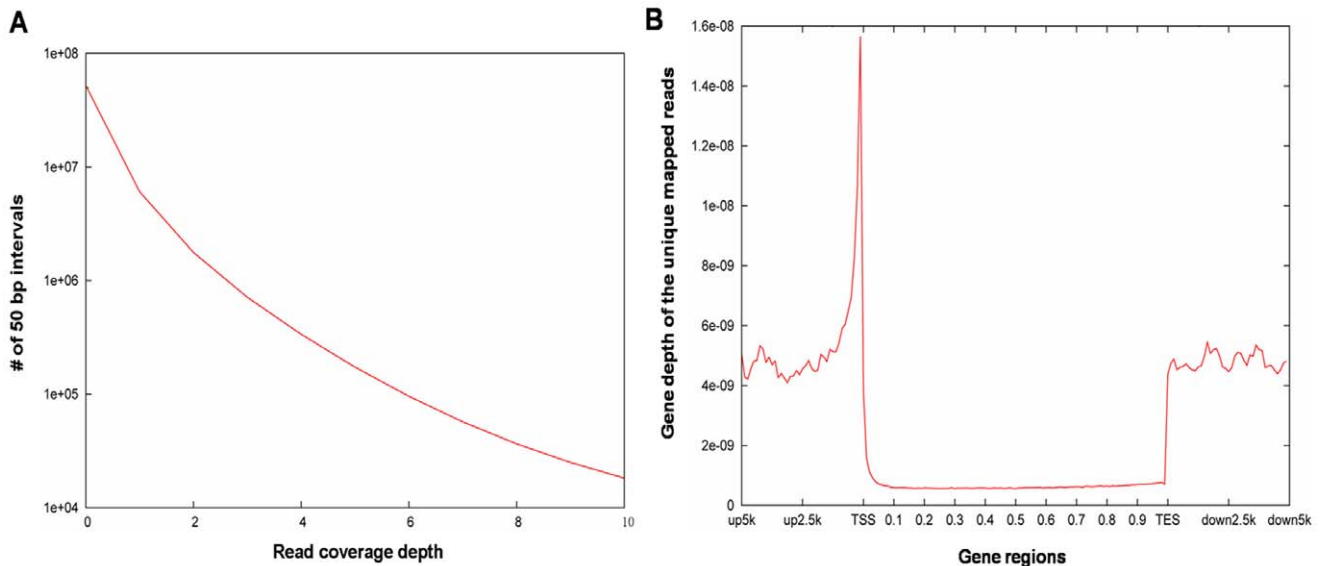 A
# of 50 bp intervals
1e+08
1e+07
1e+06
1e+05
1e+04
0 2 4 6 8 10
Read coverage depth
B
Gene depth of the unique mapped reads
1.6e-08
1.4e-08
1.2e-08
1e-08
8e-09
6e-09
4e-09
2e-09
0
up5k up2.5k TSS 0.1 0.2 0.3 0.4 0.5 0.6 0.7 0.8 0.9 TES down2.5k down5k
Gene regions